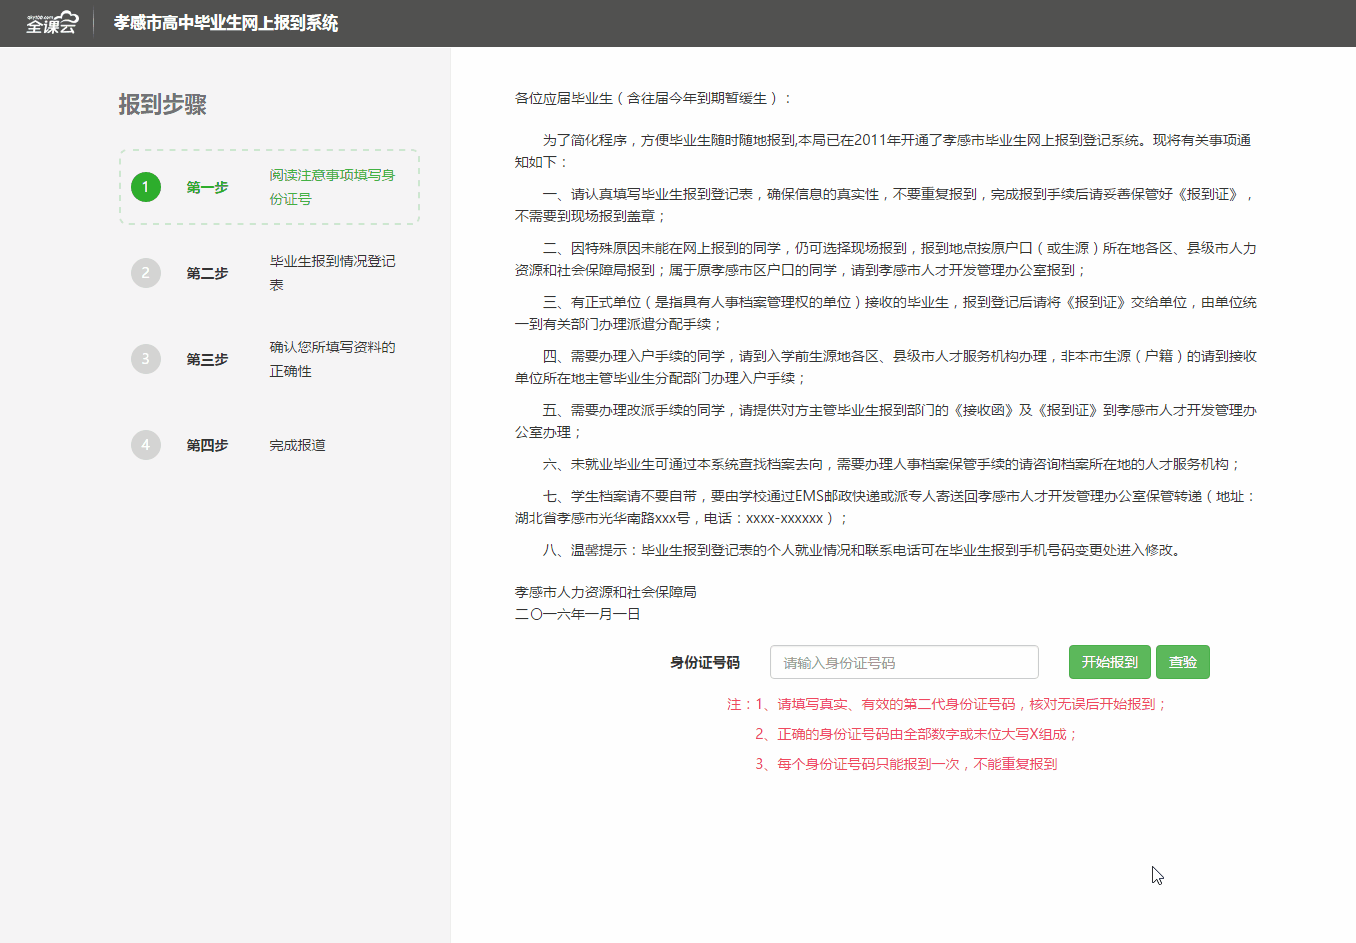 qky100.com
全课云
孝感市高中毕业生网上报到系统
报到步骤
1
第一步
阅读注意事项填写身
份证号
2
第二步
毕业生报到情况登记
表
3
第三步
确认您所填写资料的
正确性
4
第四步
完成报道
各位应届毕业生（含往届今年到期暂缓生）：
为了简化程序，方便毕业生随时随地报到,本局已在2011年开通了孝感市毕业生网上报到登记系统。现将有关事项通
知如下：
一、请认真填写毕业生报到登记表，确保信息的真实性，不要重复报到，完成报到手续后请妥善保管好《报到证》，
不需要到现场报到盖章；
二、因特殊原因未能在网上报到的同学，仍可选择现场报到，报到地点按原户口（或生源）所在地各区、县级市人力
资源和社会保障局报到；属于原孝感市区户口的同学，请到孝感市人才开发管理办公室报到；
三、有正式单位（是指具有人事档案管理权的单位）接收的毕业生，报到登记后请将《报到证》交给单位，由单位统
一到有关部门办理派遣分配手续；
四、需要办理入户手续的同学，请到入学前生源地各区、县级市人才服务机构办理，非本市生源（户籍）的请到接收
单位所在地主管毕业生分配部门办理入户手续；
五、需要办理改派手续的同学，请提供对方主管毕业生报到部门的《接收函》及《报到证》到孝感市人才开发管理办
公室办理；
六、未就业毕业生可通过本系统查找档案去向，需要办理人事档案保管手续的请咨询档案所在地的人才服务机构；
七、学生档案请不要自带，要由学校通过EMS邮政快递或派专人寄送回孝感市人才开发管理办公室保管转递（地址：
湖北省孝感市光华南路xxx号，电话：xxxx-xxxxxx）；
八、温馨提示：毕业生报到登记表的个人就业情况和联系电话可在毕业生报到手机号码变更处进入修改。
孝感市人力资源和社会保障局
二〇一六年一月一日
身份证号码
请输入身份证号码
开始报到
查验
注：1、请填写真实、有效的第二代身份证号码，核对无误后开始报到；
2、正确的身份证号码由全部数字或末位大写X组成；
3、每个身份证号码只能报到一次，不能重复报到